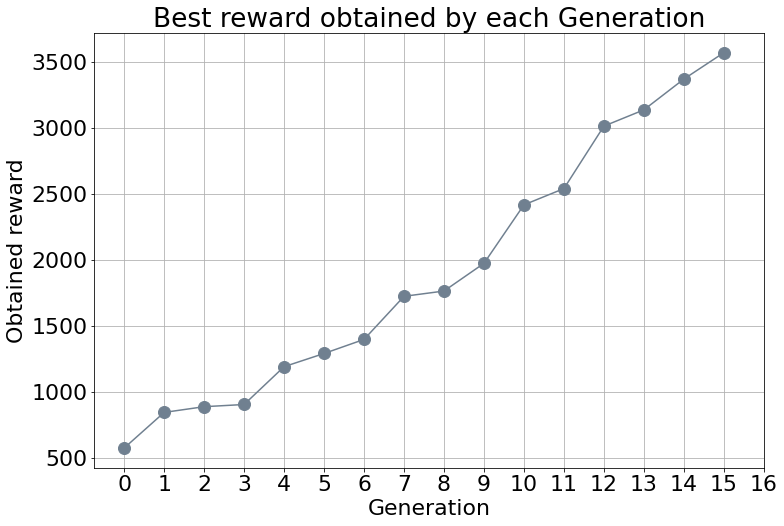 Best reward obtained by each Generation
3500
3000
2500
2000
1500
1000
500
Obtained reward
0 1 2 3 4 5 6 7 8 9 10 11 12 13 14 15 16
Generation